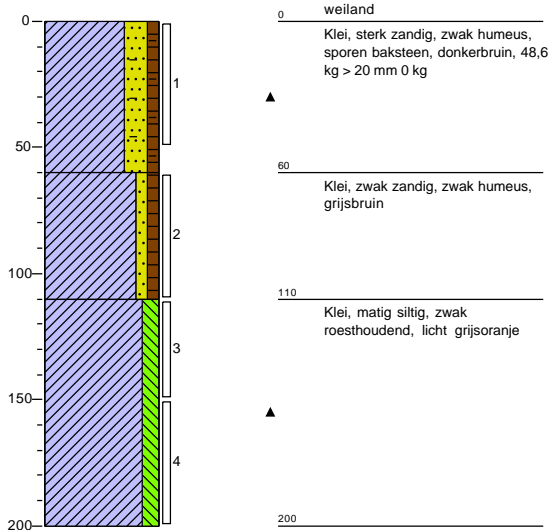 0
50
100
150
200
1
2
3
4
0
weiland
Klei, sterk zandig, zwak humeus,
sporen baksteen, donkerbruin, 48,6
kg > 20 mm 0 kg
60
Klei, zwak zandig, zwak humeus,
grijsbruin
110
Klei, matig siltig, zwak
roesthoudend, licht grijsoranje
200